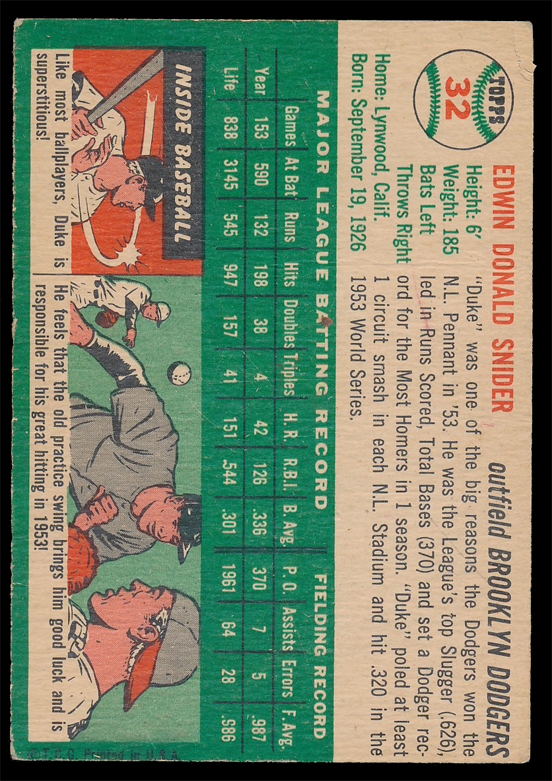 TOPPS
32
EDWIN DONALD SNIDER
outfield BROOKLYN DODGERS
Height: 6'
Weight: 185
Bats Left
Throws Right
Home: Lynwood, Calif.
Born: September 19, 1926
"Duke" was one of the big reasons the Dodgers won the
N.L. Pennant in '53. He was the League's top Slugger (.626),
led in Runs Scored, Total Bases (370) and set a Dodger rec-
ord for the Most Homers in 1 season. "Duke" poled at least
1 circuit smash in each N.L. Stadium and hit .320 in the
1953 World Series.
MAJOR LEAGUE BATTING RECORD FIELDING RECORD
Games At Bat Runs Hits Doubles Triples H. R. R.B.I. B. Avg. P. O. Assists Errors F. Avg.
Year 153 590 132 198 38 4 42 126 .336 370 7 5 .987
Life 838 3145 545 947 157 41 151 .544 .301 1961 64 28 .986
INSIDE BASEBALL
Like most ballplayers, Duke is
superstitious!
He feels that the old practice swing brings him good luck and is
responsible for his great hitting in 1953!
© T. C. G. Printed in U. S. A.